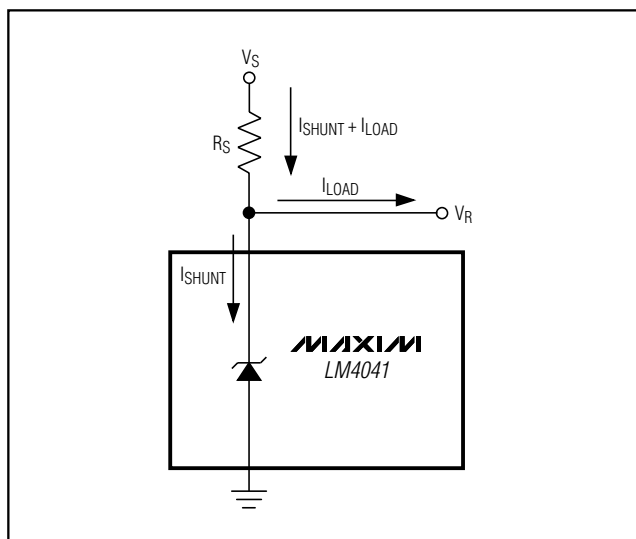 VS
RS
ISHUNT + ILOAD
ILOAD
VR
ISHUNT
MAXIM
LM4041